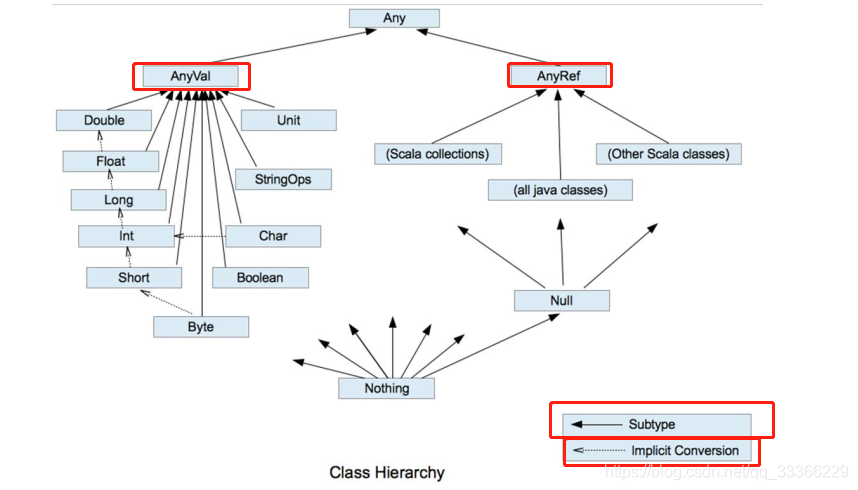 Any
AnyVal
AnyRef
Double
Unit
Float
(Scala collections)
(Other Scala classes)
StringOps
(all java classes)
Long
Int
Char
Short
Boolean
Null
Byte
Nothing
Subtype
Implicit Conversion
Class Hierarchy
https://blog.csdn.net/qq_33366229